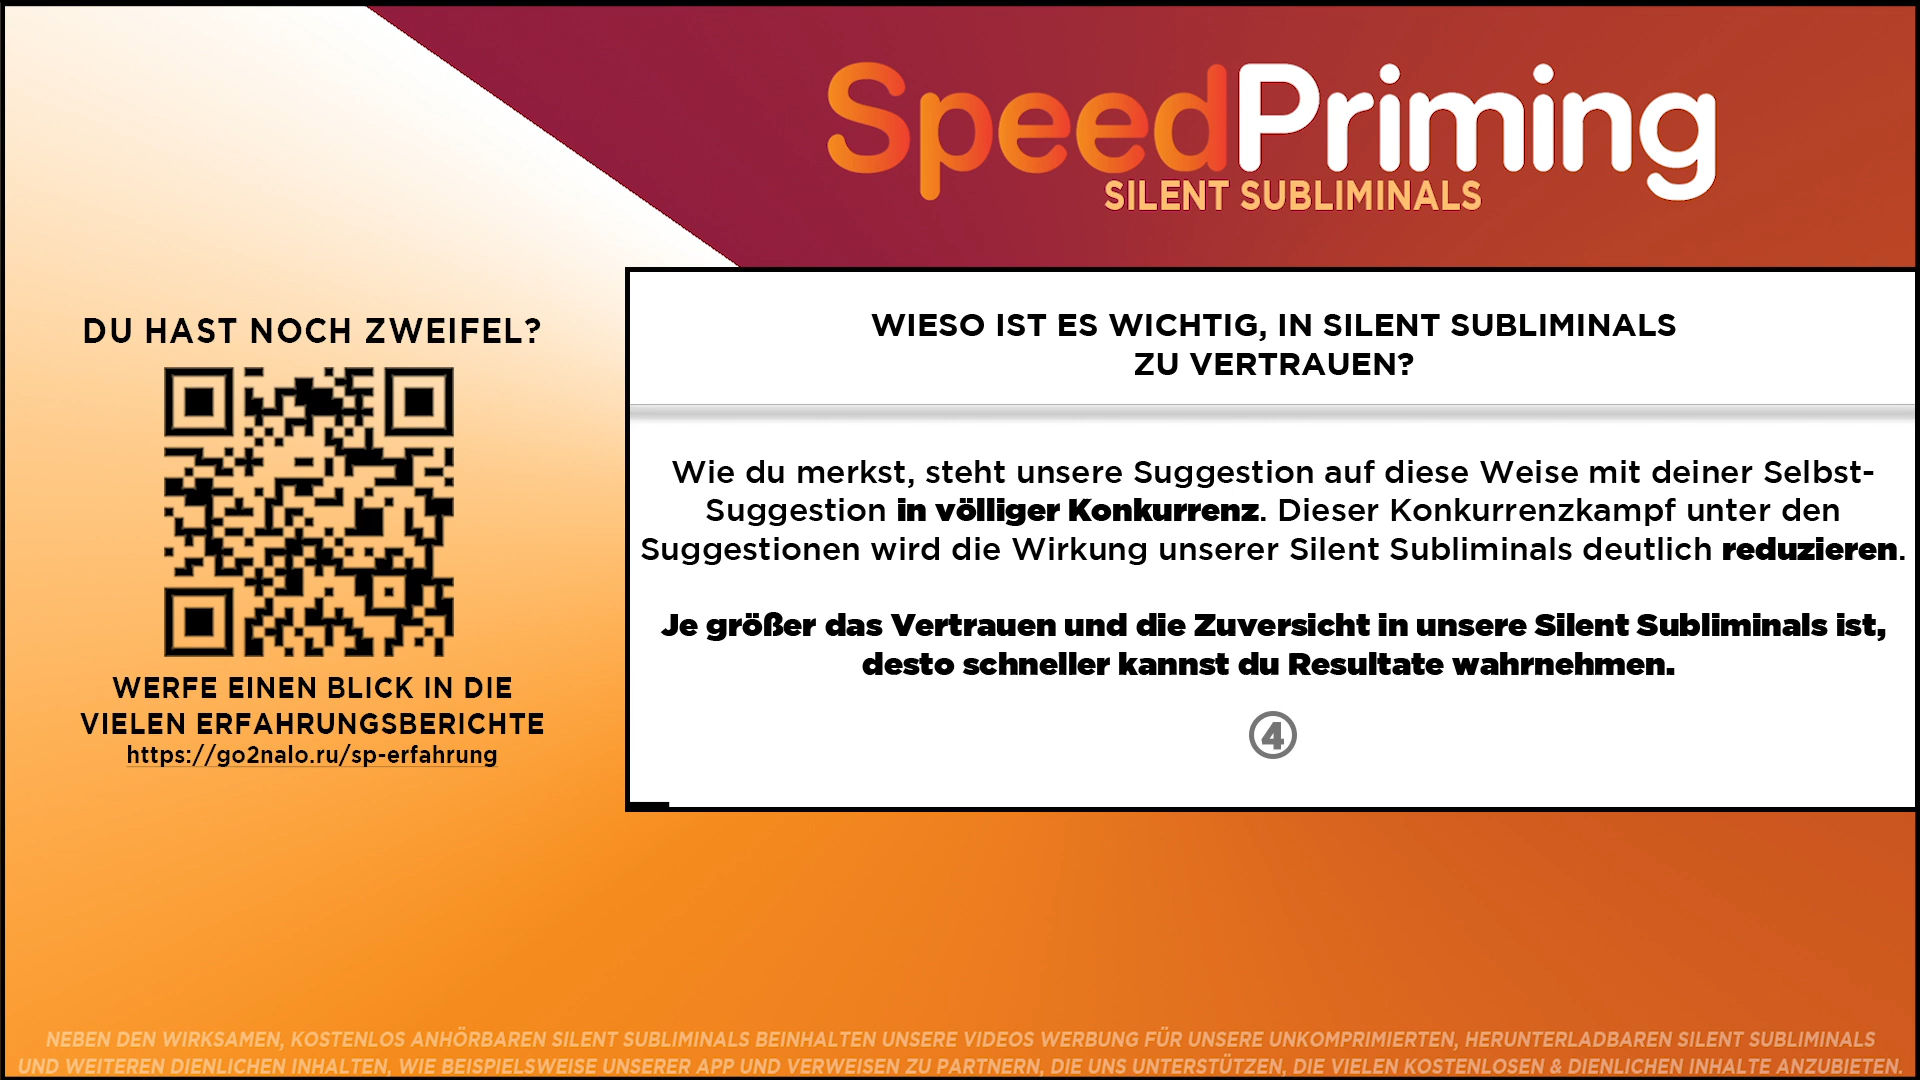 SpeedPriming
SILENT SUBLIMINALS
DU HAST NOCH ZWEIFEL?
WERFE EINEN BLICK IN DIE
VIELEN ERFAHRUNGSBERICHTE
https://go2nalo.ru/sp-erfahrung
WIESO IST ES WICHTIG, IN SILENT SUBLIMINALS
ZU VERTRAUEN?
Wie du merkst, steht unsere Suggestion auf diese Weise mit deiner Selbst-
Suggestion in völliger Konkurrenz. Dieser Konkurrenzkampf unter den
Suggestionen wird die Wirkung unserer Silent Subliminals deutlich reduzieren.
Je größer das Vertrauen und die Zuversicht in unsere Silent Subliminals ist,
desto schneller kannst du Resultate wahrnehmen.
4
NEBEN DEN WIRKSAMEN, KOSTENLOS ANHÖRBAREN SILENT SUBLIMINALS BEINHALTEN UNSERE VIDEOS WERBUNG FÜR UNSERE UNKOMPRIMIERTEN, HERUNTERLADBAREN SILENT SUBLIMINALS
UND WEITEREN DIENLICHEN INHALTEN, WIE BEISPIELSWEISE UNSERER APP UND VERWEISEN ZU PARTNERN, DIE UNS UNTERSTÜTZEN, DIE VIELEN KOSTENLOSEN & DIENLICHEN INHALTE ANZUBIETEN.